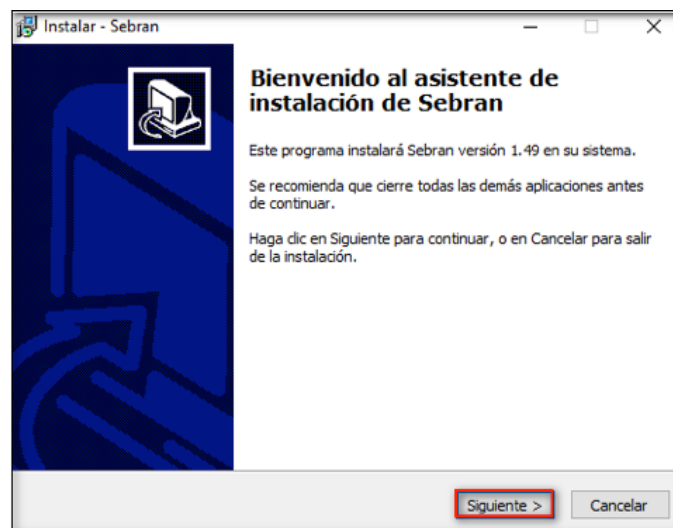 Instalar - Sebran
Bienvenido al asistente de
instalación de Sebran
Este programa instalará Sebran versión 1.49 en su sistema.
Se recomienda que cierre todas las demás aplicaciones antes
de continuar.
Haga clic en Siguiente para continuar, o en Cancelar para salir
de la instalación.
Siguiente >
Cancelar